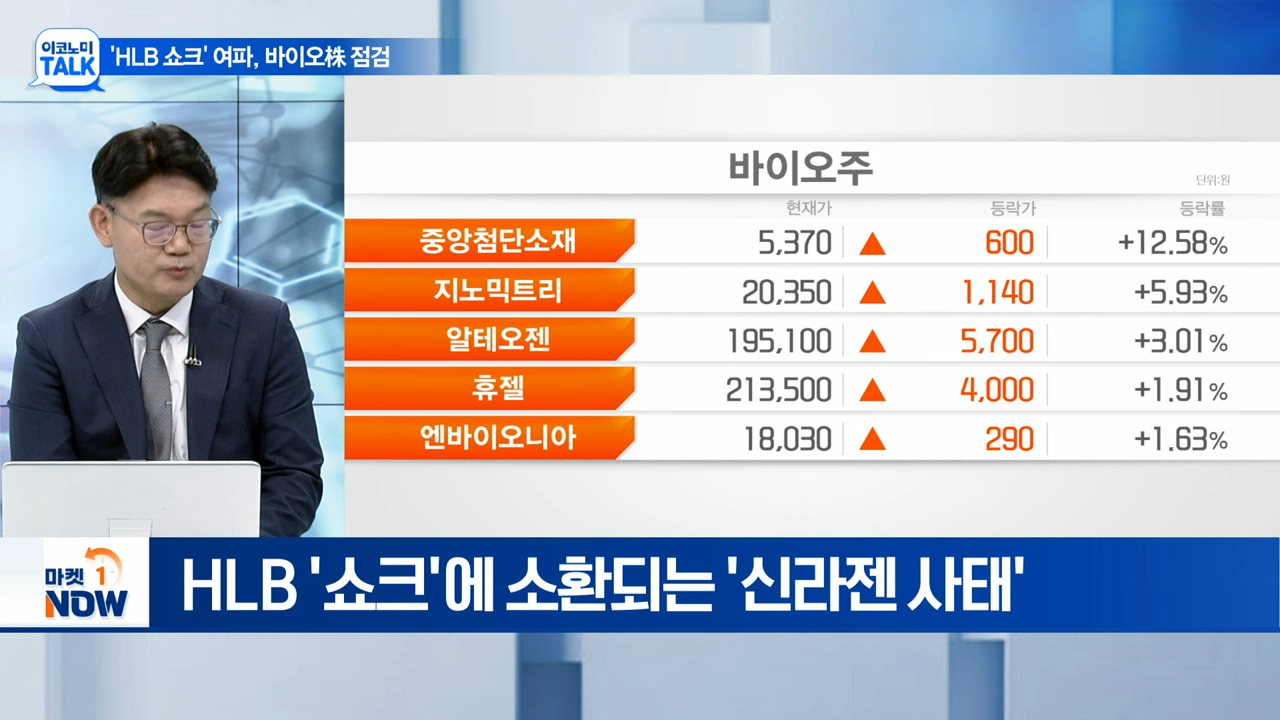 이코노미
TALK
'HLB 쇼크' 여파, 바이오株 점검
바이오주
단위:원
현재가 등락가 등락률
중앙첨단소재 5,370 ▲ 600 +12.58%
지노믹트리 20,350 ▲ 1,140 +5.93%
알테오젠 195,100 ▲ 5,700 +3.01%
휴젤 213,500 ▲ 4,000 +1.91%
엔바이오니아 18,030 ▲ 290 +1.63%
마켓 1
NOW
HLB '쇼크'에 소환되는 '신라젠 사태'